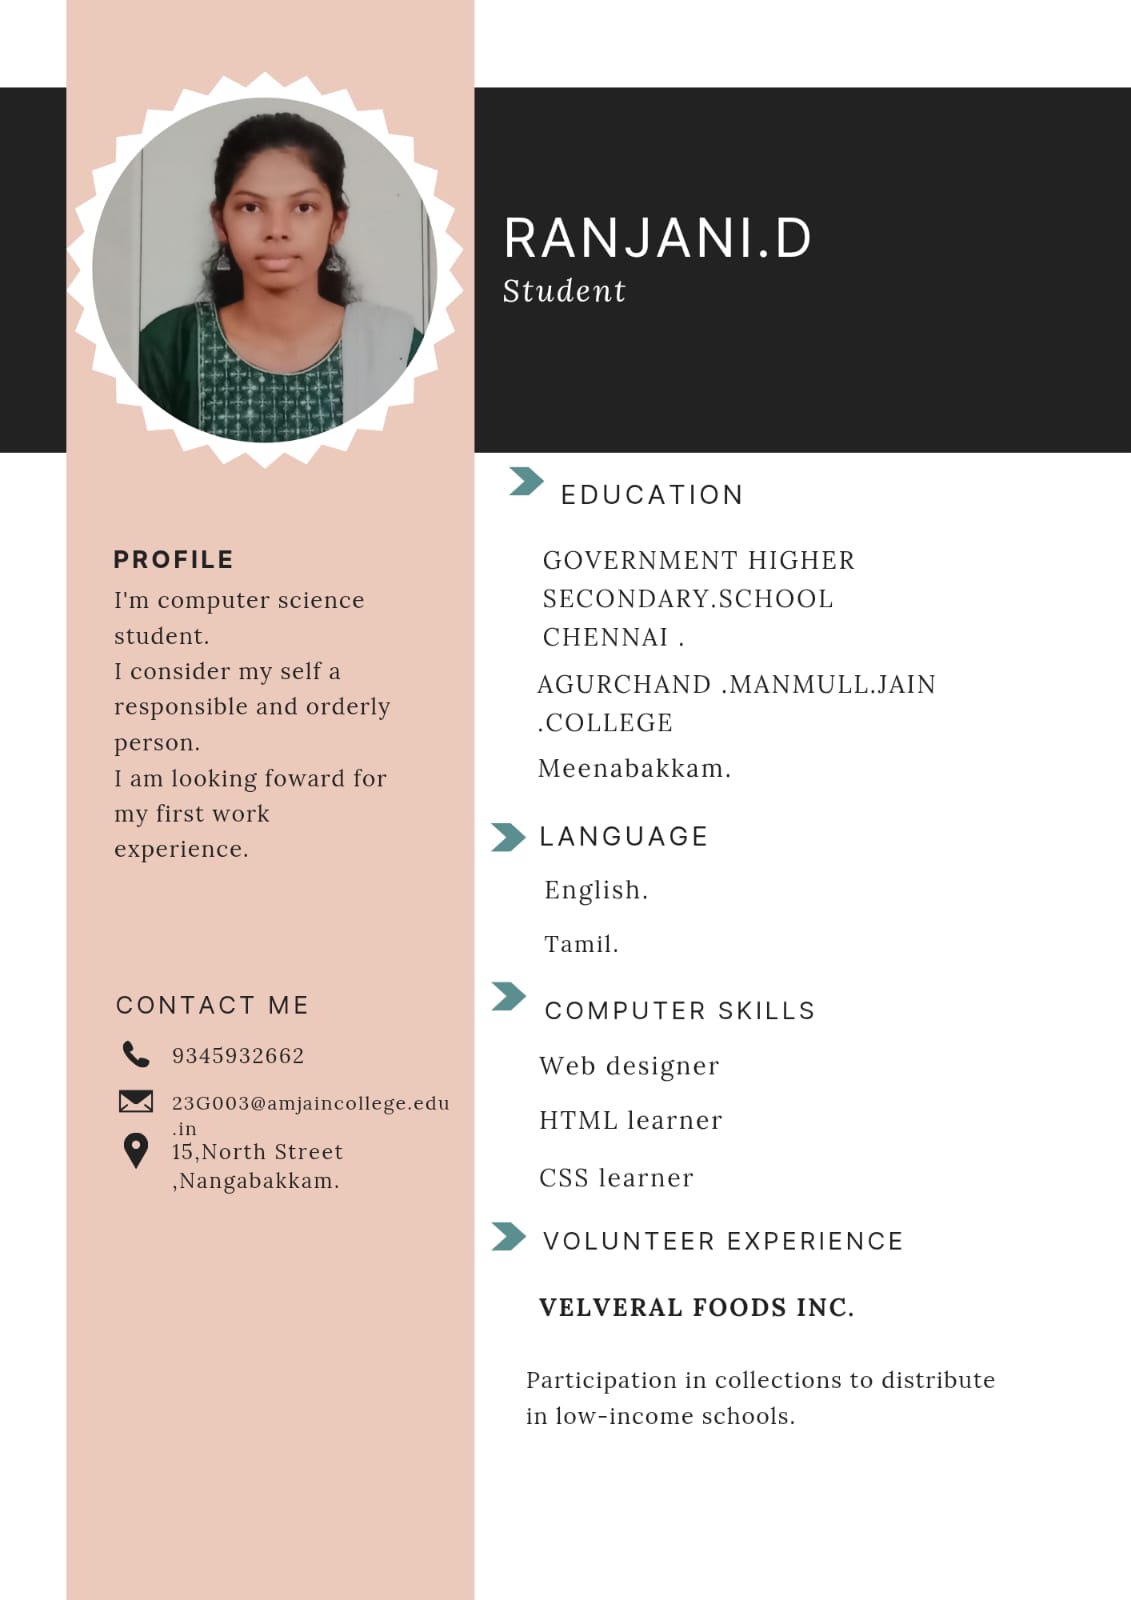 RANJANI.D
Student
PROFILE
I'm computer science
student.
I consider my self a
responsible and orderly
person.
I am looking foward for
my first work
experience.
CONTACT ME
9345932662
23G003@amjaincollege.edu
.in
15,North Street
,Nangabakkam.
EDUCATION
GOVERNMENT HIGHER
SECONDARY.SCHOOL
CHENNAI .
AGURCHAND .MANMULL.JAIN
.COLLEGE
Meenabakkam.
LANGUAGE
English.
Tamil.
COMPUTER SKILLS
Web designer
HTML learner
CSS learner
VOLUNTEER EXPERIENCE
VELVERAL FOODS INC.
Participation in collections to distribute
in low-income schools.